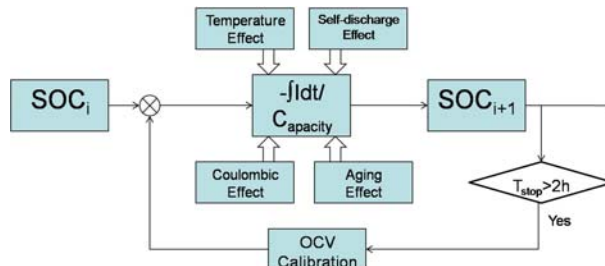 Temperature
Effect
Self-discharge
Effect
SOCi
-∫Idt/
Capacity
SOCi+1
Coulombic
Effect
Aging
Effect
Tstop>2h
Yes
OCV
Calibration